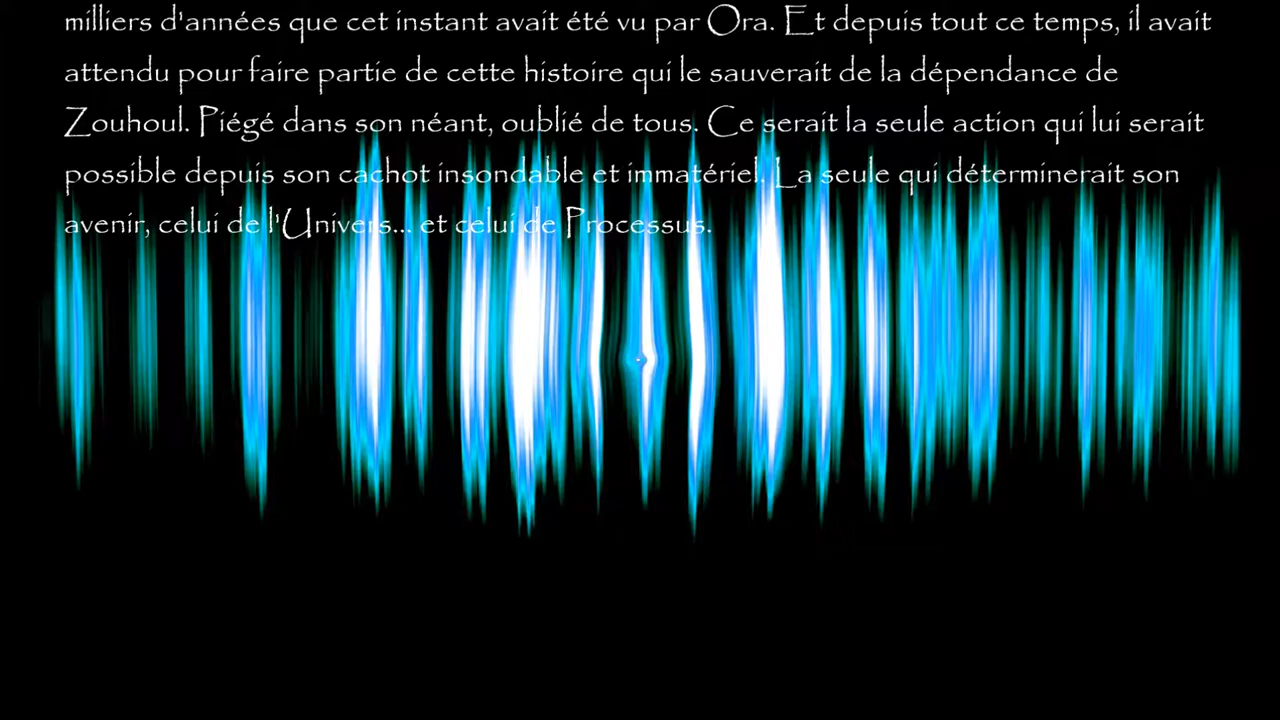 milliers d'années que cet instant avait été vu par Ora. Et depuis tout ce temps, il avait
attendu pour faire partie de cette histoire qui le sauverait de la dépendance de
Zouhoul. Piégé dans son néant, oublié de tous. Ce serait la seule action qui lui serait
possible depuis son cachot insondable et immatériel. La seule qui déterminerait son
avenir, celui de l'Univers... et celui de Processus.